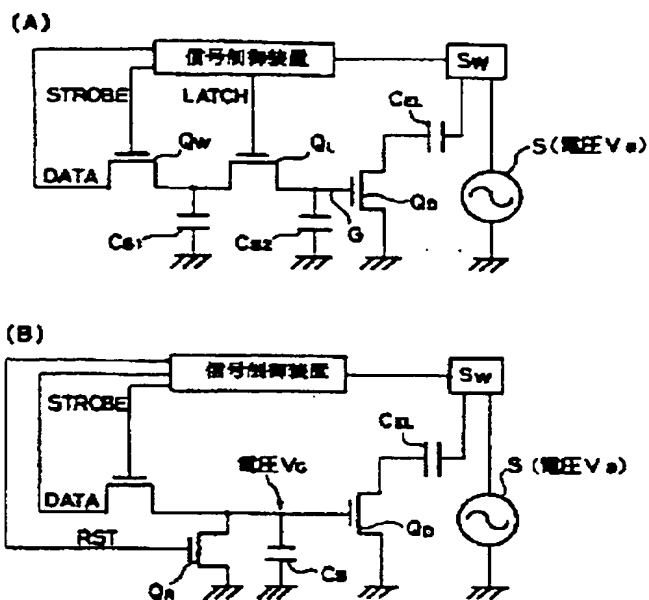 (A)
信号制御装置
SW
STROBE
LATCH
CEL
QW
QL
S(電圧Va)
DATA
QD
CS1
CS2
G
(B)
信号制御装置
SW
STROBE
CEL
電圧VG
S(電圧Va)
DATA
QD
RST
QR
CS